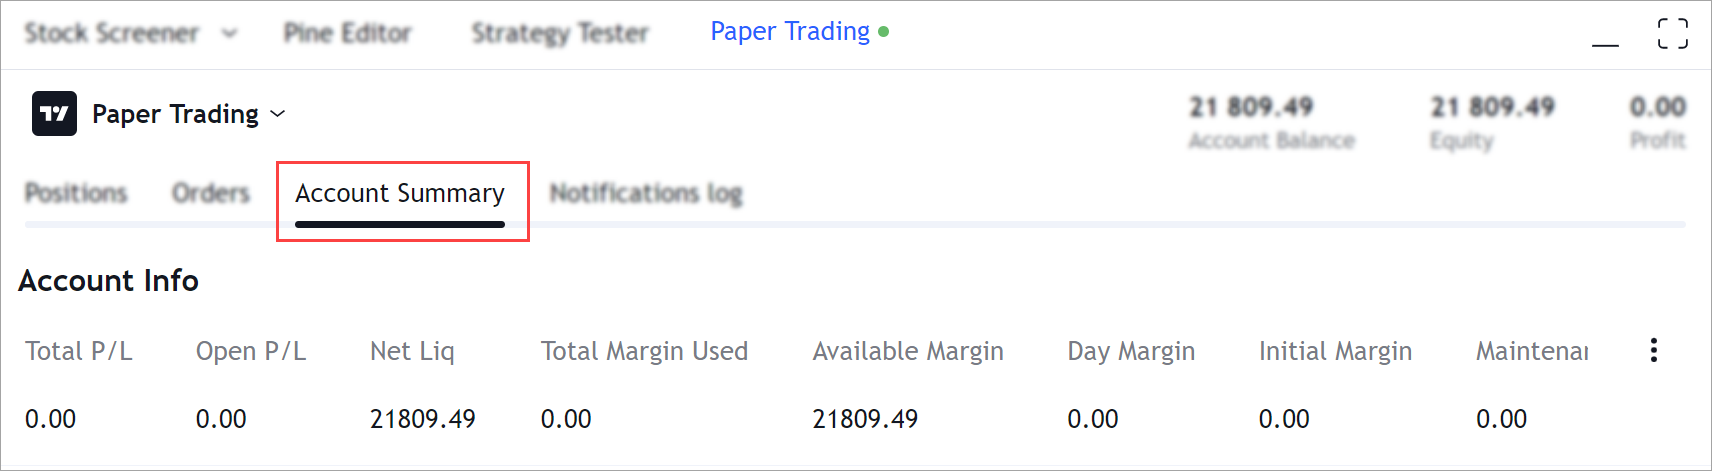 Stock Screener Pine Editor Strategy Tester Paper Trading
Paper Trading
21 809.49 21 809.49 0.00
Account Balance Equity Profit
Positions Orders Account Summary Notifications log
Account Info
Total P/L Open P/L Net Liq Total Margin Used Available Margin Day Margin Initial Margin Maintenan
0.00 0.00 21809.49 0.00 21809.49 0.00 0.00 0.00